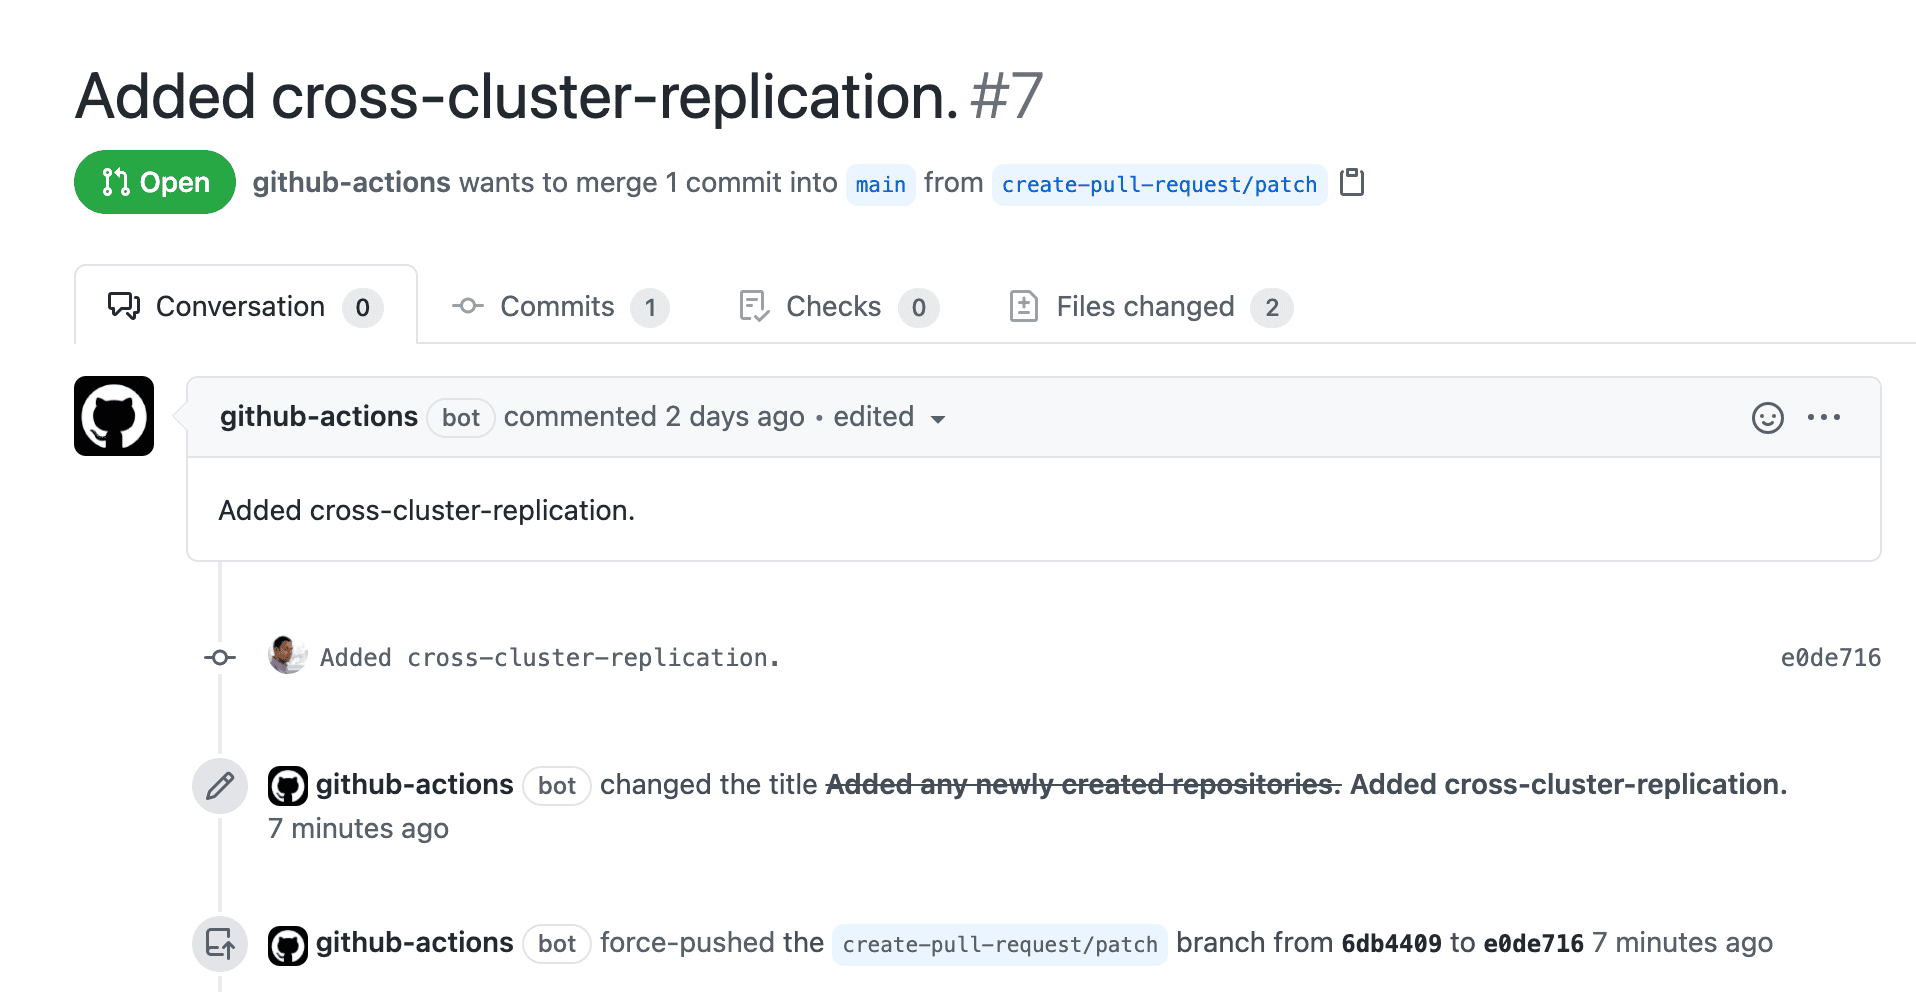 Added cross-cluster-replication. #7
Open github-actions wants to merge 1 commit into main from create-pull-request/patch
Conversation 0 Commits 1 Checks 0 Files changed 2
github-actions bot commented 2 days ago • edited
Added cross-cluster-replication.
Added cross-cluster-replication. e0de716
github-actions bot changed the title Added any newly created repositories. Added cross-cluster-replication.
7 minutes ago
github-actions bot force-pushed the create-pull-request/patch branch from 6db4409 to e0de716 7 minutes ago